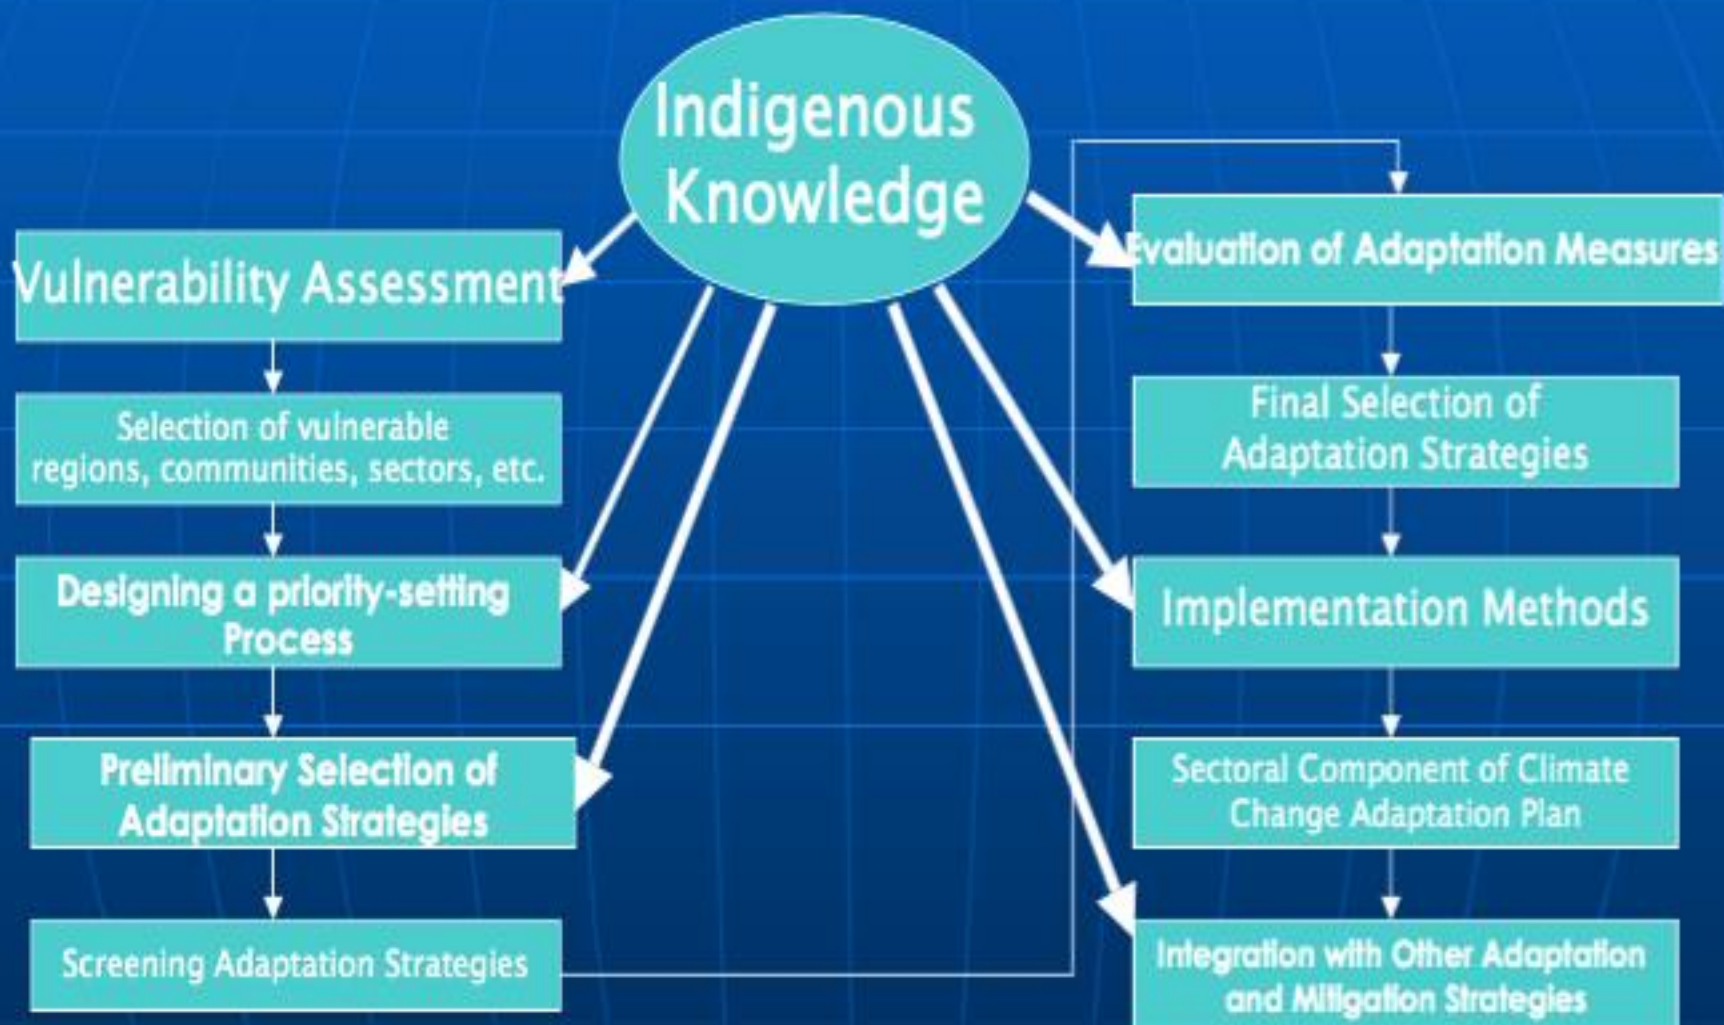 Indigenous
Knowledge
Vulnerability Assessment
Selection of vulnerable
regions, communities, sectors, etc.
Designing a priority-setting
Process
Preliminary Selection of
Adaptation Strategies
Screening Adaptation Strategies
Evaluation of Adaptation Measures
Final Selection of
Adaptation Strategies
Implementation Methods
Sectoral Component of Climate
Change Adaptation Plan
Integration with Other Adaptation
and Mitigation Strategies